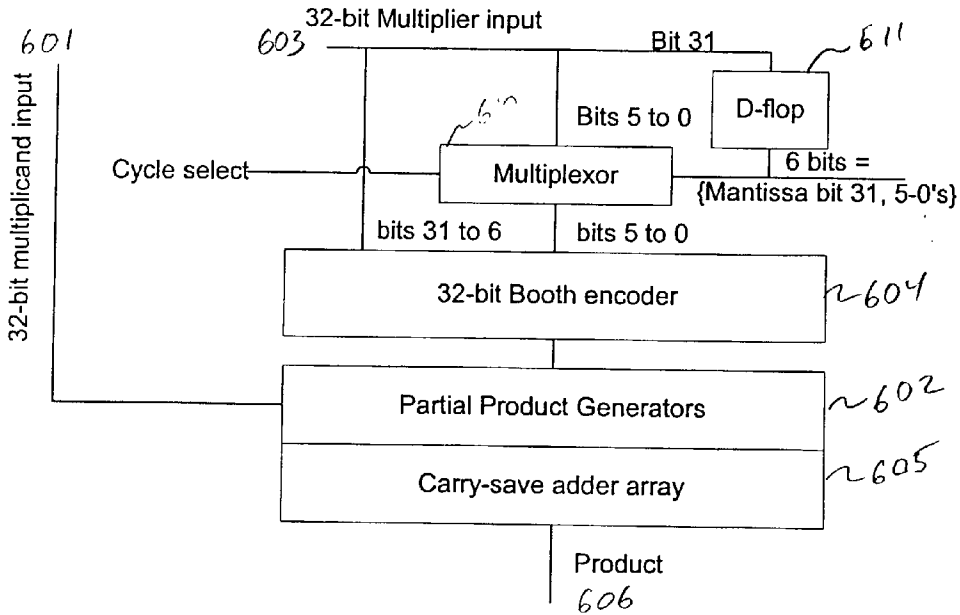 32-bit Multiplier input
601
603
Bit 31
611
32-bit multiplicand input
D-flop
Bits 5 to 0
6 bits =
Cycle select
Multiplexor
{Mantissa bit 31, 5-0's}
bits 31 to 6
bits 5 to 0
32-bit Booth encoder
604
Partial Product Generators
602
Carry-save adder array
605
Product
606